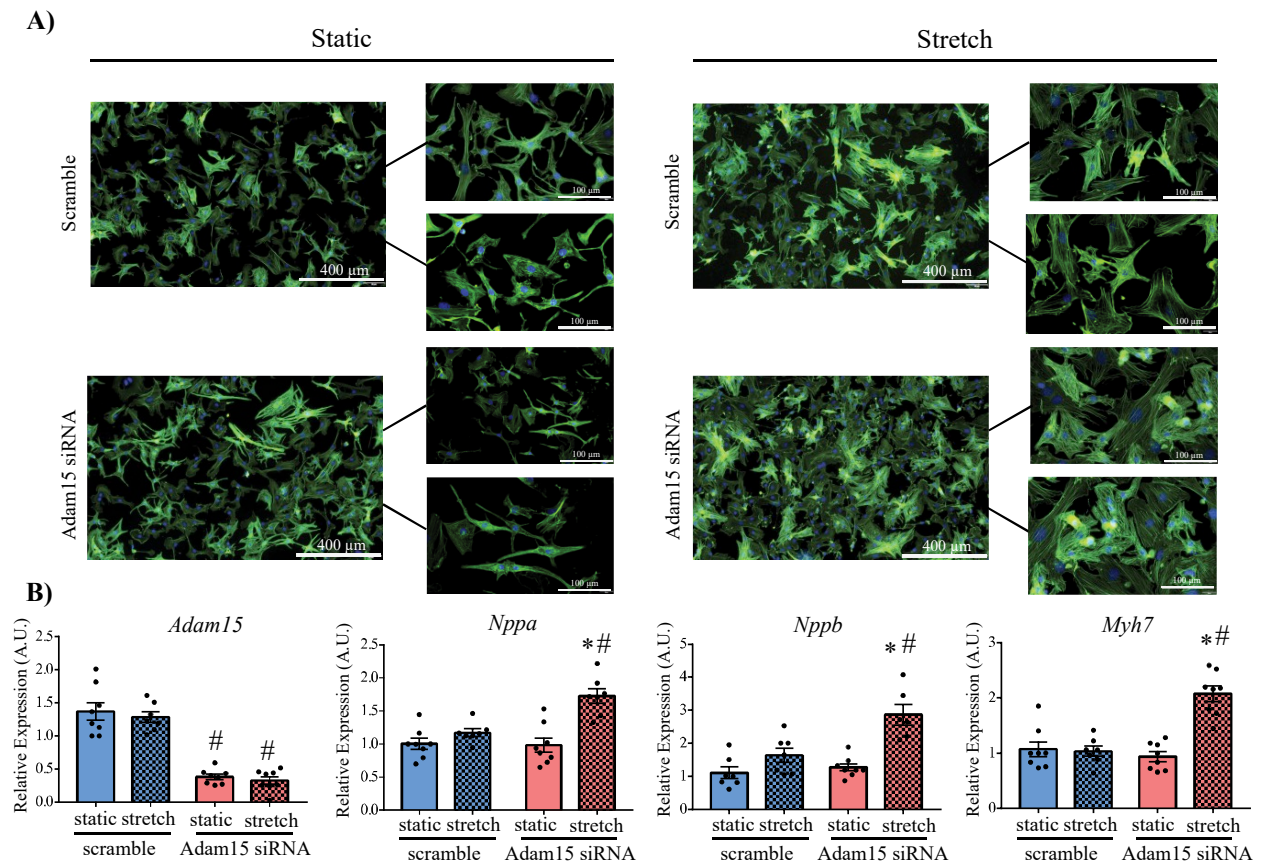 A)
Static
Stretch
Scramble
400 µm
100 µm
100 µm
Scramble
400 µm
100 µm
100 µm
Adam15 siRNA
400 µm
100 µm
100 µm
Adam15 siRNA
400 µm
100 µm
100 µm
B)
Adam15
Relative Expression (A.U.)
2.5
2.0
1.5
1.0
0.5
0.0
# #
static stretch static stretch
scramble Adam15 siRNA
Nppa
Relative Expression (A.U.)
2.5
2.0
1.5
1.0
0.5
0.0
*#
static stretch static stretch
scramble Adam15 siRNA
Nppb
Relative Expression (A.U.)
5
4
3
2
1
0
*#
static stretch static stretch
scramble Adam15 siRNA
Myh7
Relative Expression (A.U.)
3
2
1
0
*#
static stretch static stretch
scramble Adam15 siRNA